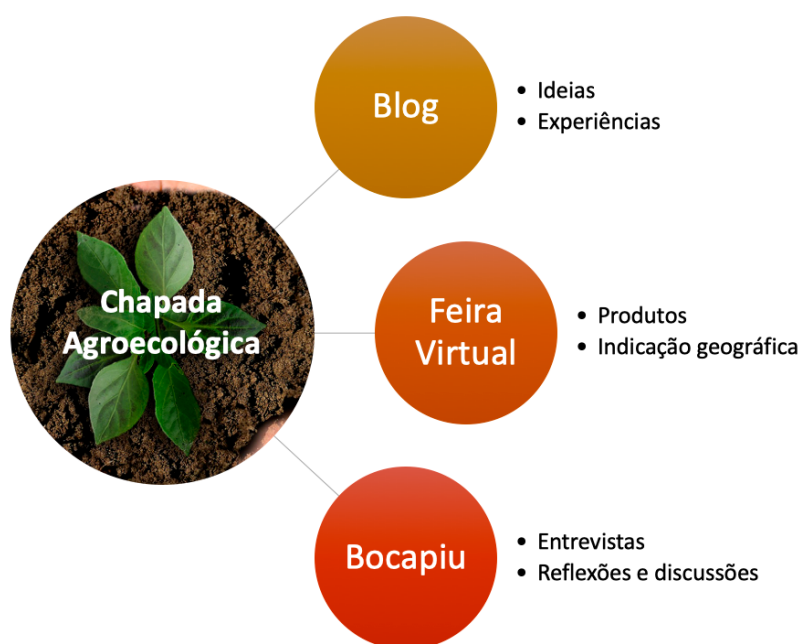 Blog
• Ideias
• Experiências
Chapada
Agroecológica
Feira
Virtual
• Produtos
• Indicação geográfica
Bocapiu
• Entrevistas
• Reflexões e discussões